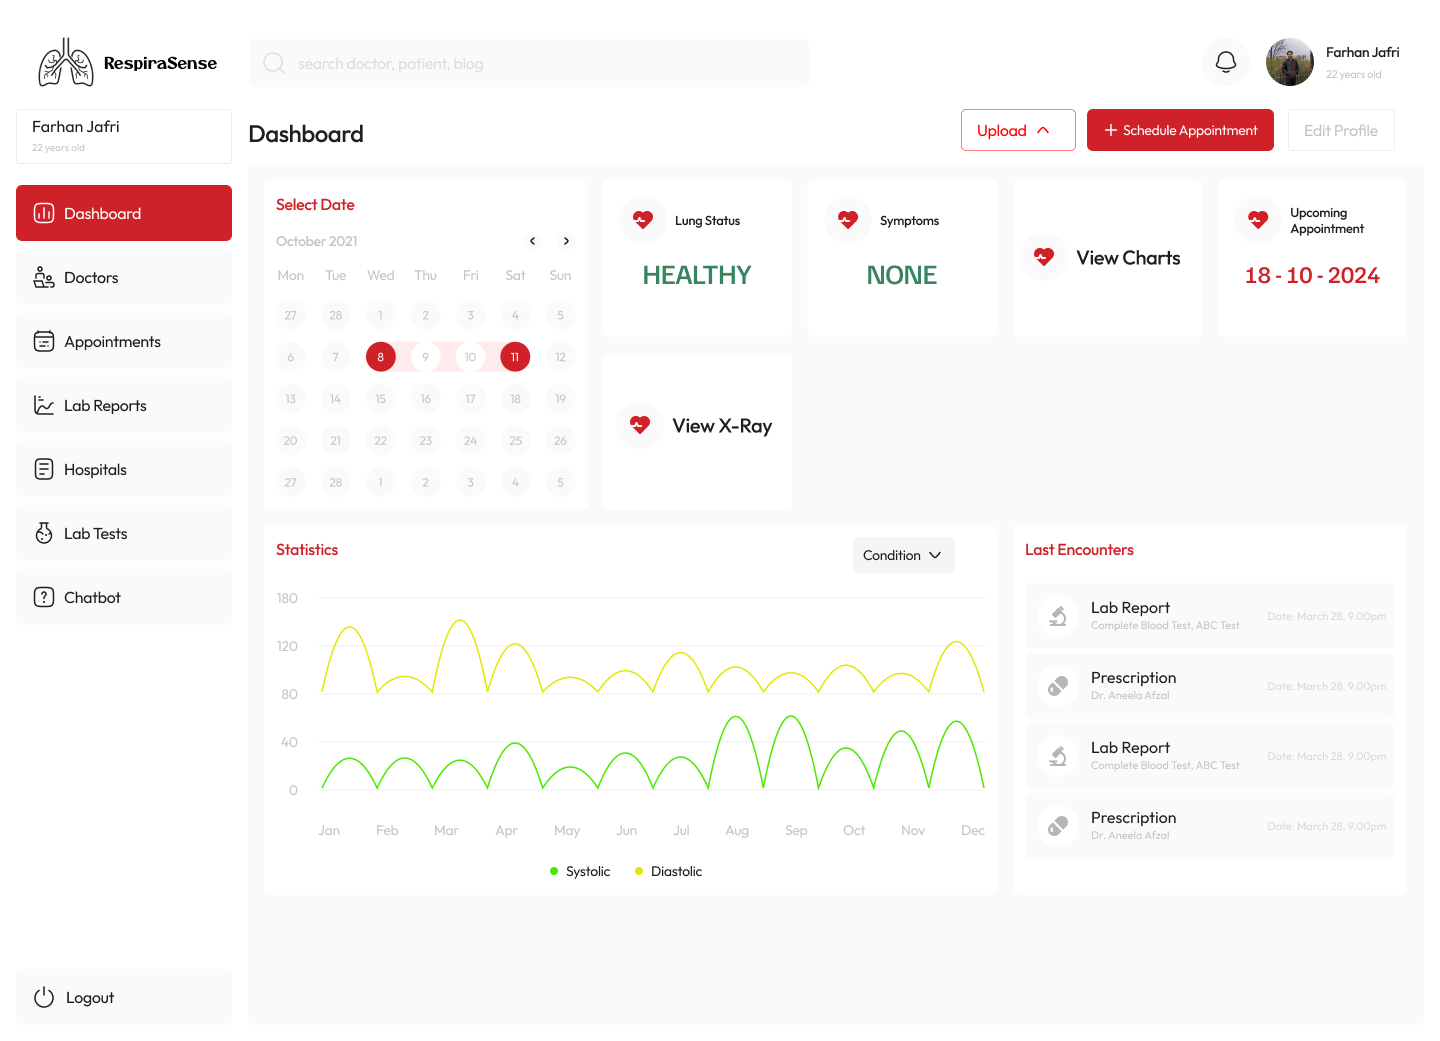 RespiraSense
search doctor, patient, blog
Farhan Jafri
22 years old
Farhan Jafri
22 years old
Dashboard
Doctors
Appointments
Lab Reports
Hospitals
Lab Tests
Chatbot
Logout
Dashboard
Upload
+ Schedule Appointment
Edit Profile
Select Date
October 2021
Mon Tue Wed Thu Fri Sat Sun
27 28 1 2 3 4 5
6 7 8 9 10 11 12
13 14 15 16 17 18 19
20 21 22 23 24 25 26
27 28 1 2 3 4 5
Lung Status
HEALTHY
Symptoms
NONE
View Charts
Upcoming
Appointment
18 - 10 - 2024
View X-Ray
Statistics
Condition
180
120
80
40
0
Jan Feb Mar Apr May Jun Jul Aug Sep Oct Nov Dec
Systolic Diastolic
Last Encounters
Lab Report
Complete Blood Test, ABC Test
Date: March 28, 9.00pm
Prescription
Dr. Aneela Afzal
Date: March 28, 9.00pm
Lab Report
Complete Blood Test, ABC Test
Date: March 28, 9.00pm
Prescription
Dr. Aneela Afzal
Date: March 28, 9.00pm